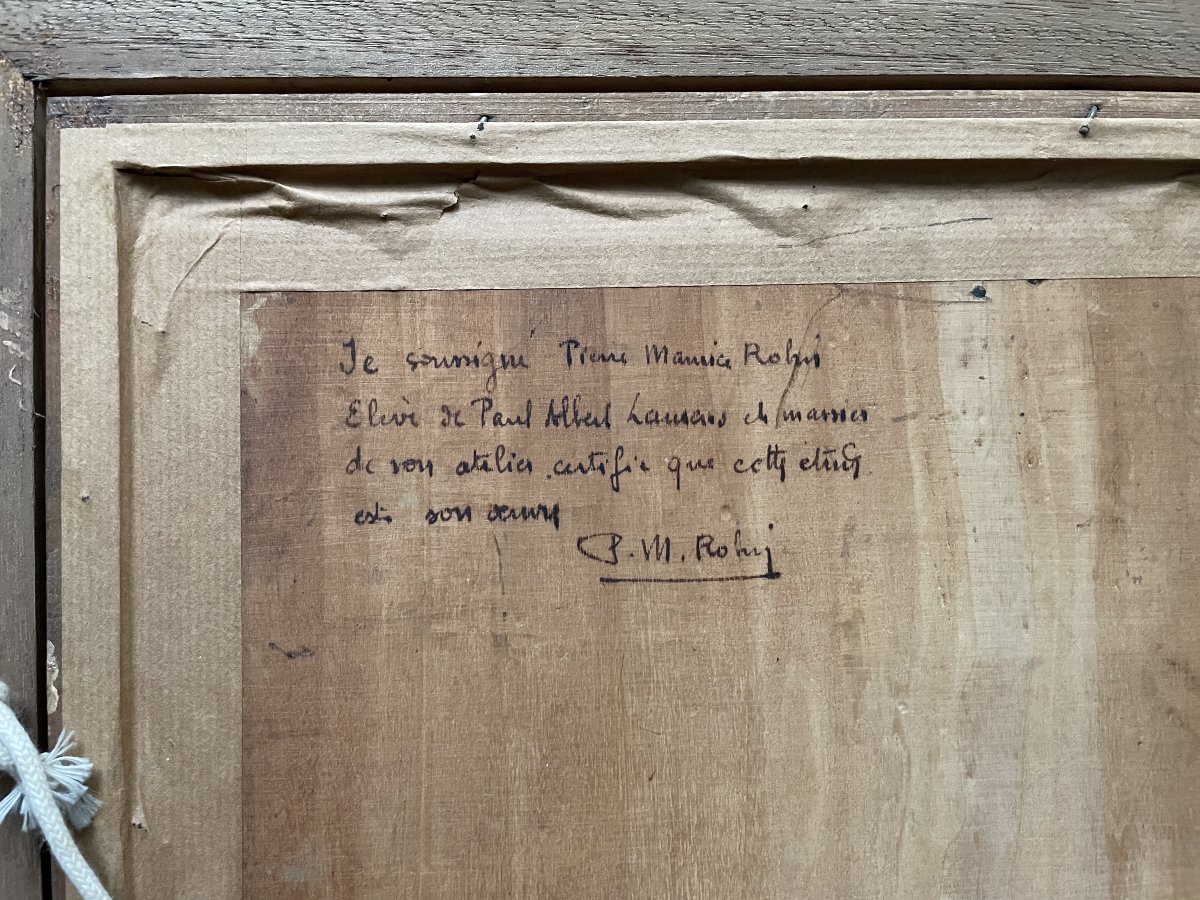 Je soussigné Pierre Maurice Robin
Elève de Paul Albert Laurens et massier
de son atelier certifie que cette étude
est son œuvre
P. M. Robin